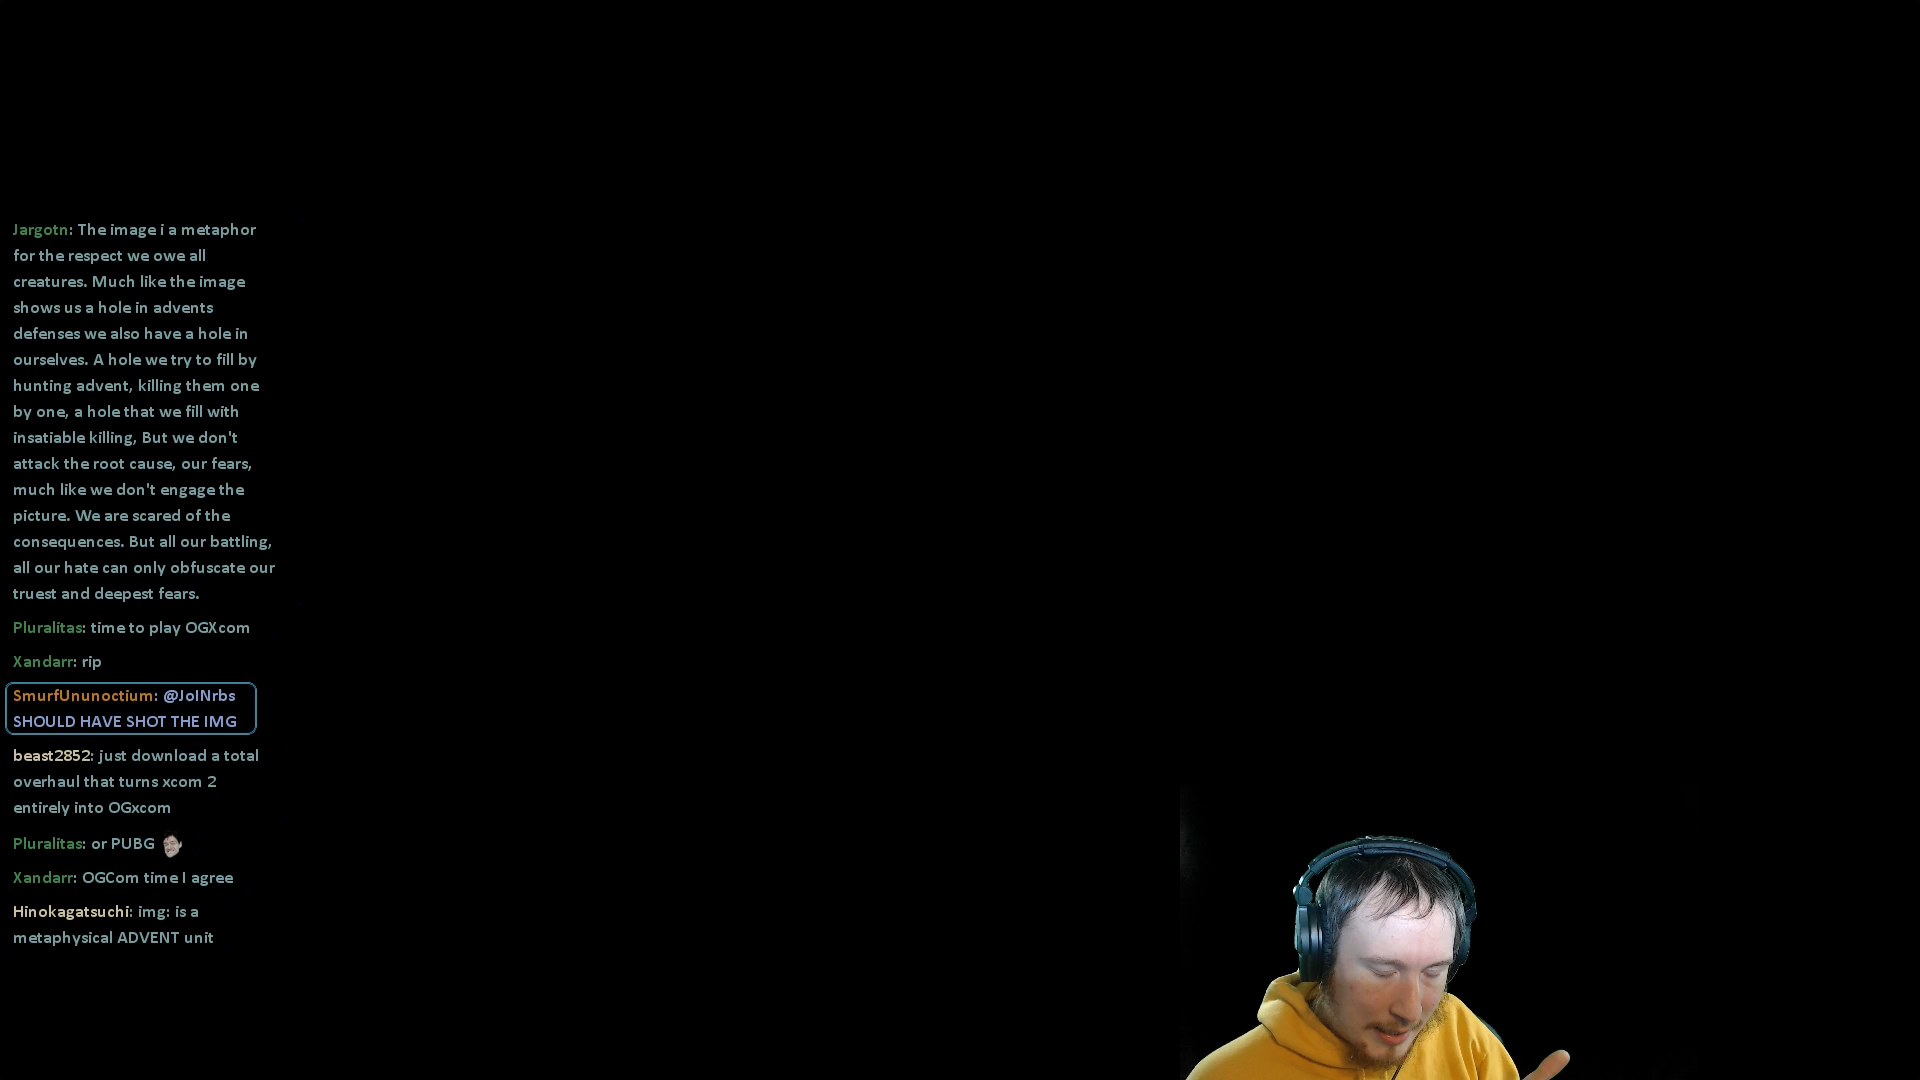 Jargotn: The image i a metaphor
for the respect we owe all
creatures. Much like the image
shows us a hole in advents
defenses we also have a hole in
ourselves. A hole we try to fill by
hunting advent, killing them one
by one, a hole that we fill with
insatiable killing, But we don't
attack the root cause, our fears,
much like we don't engage the
picture. We are scared of the
consequences. But all our battling,
all our hate can only obfuscate our
truest and deepest fears.
Pluralitas: time to play OGXcom
Xandarr: rip
SmurfUnunoctium: @JoINrbs
SHOULD HAVE SHOT THE IMG
beast2852: just download a total
overhaul that turns xcom 2
entirely into OGxcom
Pluralitas: or PUBG
Xandarr: OGCom time I agree
Hinokagatsuchi: img: is a
metaphysical ADVENT unit